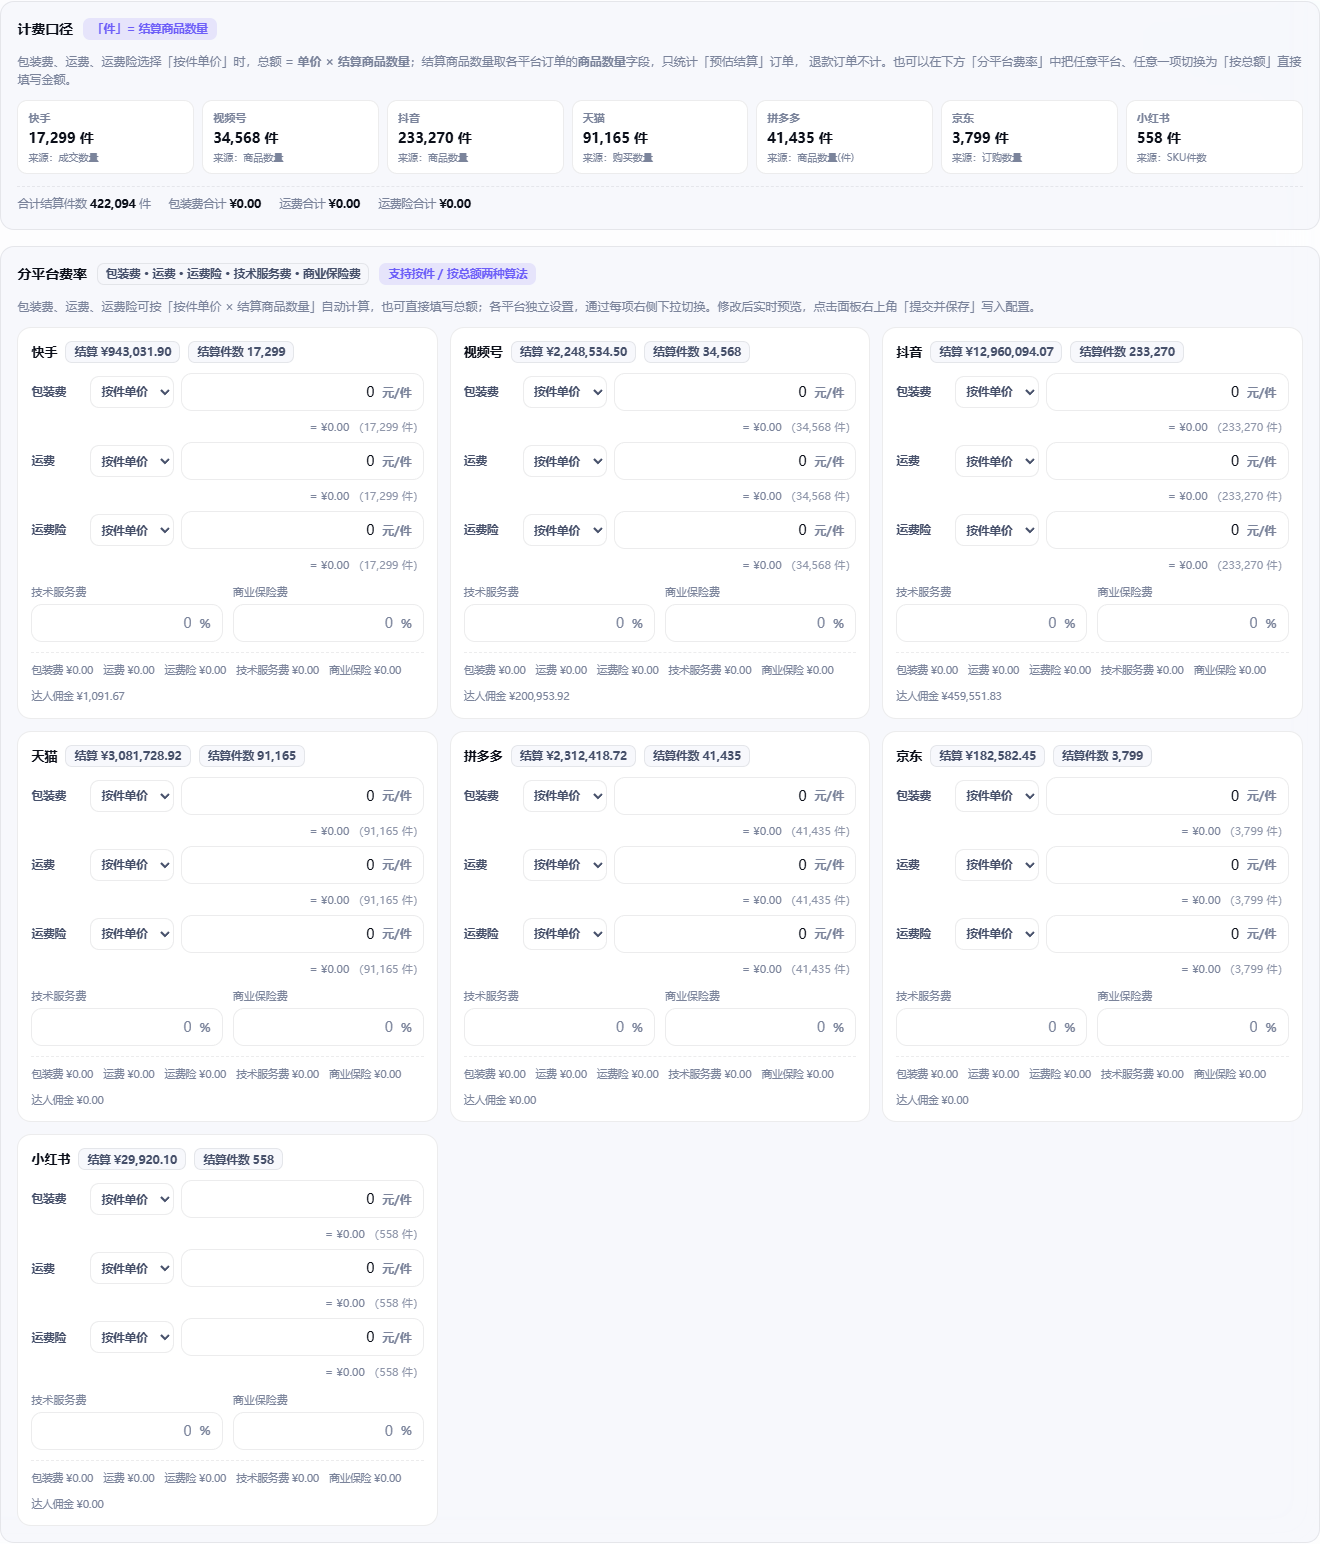 计费口径 「件」= 结算商品数量
包装费、运费、运费险选择「按件单价」时，总额 = 单价 × 结算商品数量；结算商品数量取各平台订单的商品数量字段，只统计「预估结算」订单， 退款订单不计。也可以在下方「分平台费率」中把任意平台、任意一项切换为「按总额」直接
填写金额。
快手 视频号 抖音 天猫 拼多多 京东 小红书
17,299 件 34,568 件 233,270 件 91,165 件 41,435 件 3,799 件 558 件
来源：成交数量 来源：商品数量 来源：商品数量 来源：购买数量 来源：商品数量(件) 来源：订购数量 来源：SKU件数
合计结算件数 422,094 件 包装费合计 ¥0.00 运费合计 ¥0.00 运费险合计 ¥0.00
分平台费率 包装费 • 运费 • 运费险 • 技术服务费 • 商业保险费 支持按件 / 按总额两种算法
包装费、运费、运费险可按「按件单价 × 结算商品数量」自动计算，也可直接填写总额；各平台独立设置，通过每项右侧下拉切换。修改后实时预览，点击面板右上角「提交并保存」写入配置。
快手 结算 ¥943,031.90 结算件数 17,299
包装费 按件单价 0 元/件
= ¥0.00 (17,299 件)
运费 按件单价 0 元/件
= ¥0.00 (17,299 件)
运费险 按件单价 0 元/件
= ¥0.00 (17,299 件)
技术服务费 商业保险费
0 % 0 %
包装费 ¥0.00 运费 ¥0.00 运费险 ¥0.00 技术服务费 ¥0.00 商业保险 ¥0.00
达人佣金 ¥1,091.67
视频号 结算 ¥2,248,534.50 结算件数 34,568
包装费 按件单价 0 元/件
= ¥0.00 (34,568 件)
运费 按件单价 0 元/件
= ¥0.00 (34,568 件)
运费险 按件单价 0 元/件
= ¥0.00 (34,568 件)
技术服务费 商业保险费
0 % 0 %
包装费 ¥0.00 运费 ¥0.00 运费险 ¥0.00 技术服务费 ¥0.00 商业保险 ¥0.00
达人佣金 ¥200,953.92
抖音 结算 ¥12,960,094.07 结算件数 233,270
包装费 按件单价 0 元/件
= ¥0.00 (233,270 件)
运费 按件单价 0 元/件
= ¥0.00 (233,270 件)
运费险 按件单价 0 元/件
= ¥0.00 (233,270 件)
技术服务费 商业保险费
0 % 0 %
包装费 ¥0.00 运费 ¥0.00 运费险 ¥0.00 技术服务费 ¥0.00 商业保险 ¥0.00
达人佣金 ¥459,551.83
天猫 结算 ¥3,081,728.92 结算件数 91,165
包装费 按件单价 0 元/件
= ¥0.00 (91,165 件)
运费 按件单价 0 元/件
= ¥0.00 (91,165 件)
运费险 按件单价 0 元/件
= ¥0.00 (91,165 件)
技术服务费 商业保险费
0 % 0 %
包装费 ¥0.00 运费 ¥0.00 运费险 ¥0.00 技术服务费 ¥0.00 商业保险 ¥0.00
达人佣金 ¥0.00
拼多多 结算 ¥2,312,418.72 结算件数 41,435
包装费 按件单价 0 元/件
= ¥0.00 (41,435 件)
运费 按件单价 0 元/件
= ¥0.00 (41,435 件)
运费险 按件单价 0 元/件
= ¥0.00 (41,435 件)
技术服务费 商业保险费
0 % 0 %
包装费 ¥0.00 运费 ¥0.00 运费险 ¥0.00 技术服务费 ¥0.00 商业保险 ¥0.00
达人佣金 ¥0.00
京东 结算 ¥182,582.45 结算件数 3,799
包装费 按件单价 0 元/件
= ¥0.00 (3,799 件)
运费 按件单价 0 元/件
= ¥0.00 (3,799 件)
运费险 按件单价 0 元/件
= ¥0.00 (3,799 件)
技术服务费 商业保险费
0 % 0 %
包装费 ¥0.00 运费 ¥0.00 运费险 ¥0.00 技术服务费 ¥0.00 商业保险 ¥0.00
达人佣金 ¥0.00
小红书 结算 ¥29,920.10 结算件数 558
包装费 按件单价 0 元/件
= ¥0.00 (558 件)
运费 按件单价 0 元/件
= ¥0.00 (558 件)
运费险 按件单价 0 元/件
= ¥0.00 (558 件)
技术服务费 商业保险费
0 % 0 %
包装费 ¥0.00 运费 ¥0.00 运费险 ¥0.00 技术服务费 ¥0.00 商业保险 ¥0.00
达人佣金 ¥0.00